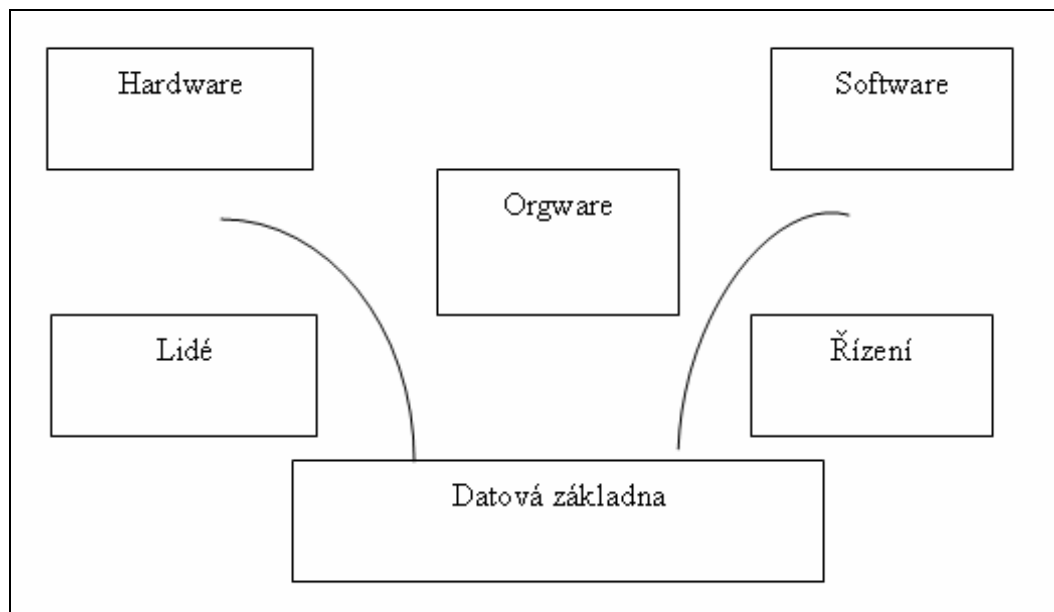 Hardware
Software
Orgware
Lidé
Řízení
Datová základna